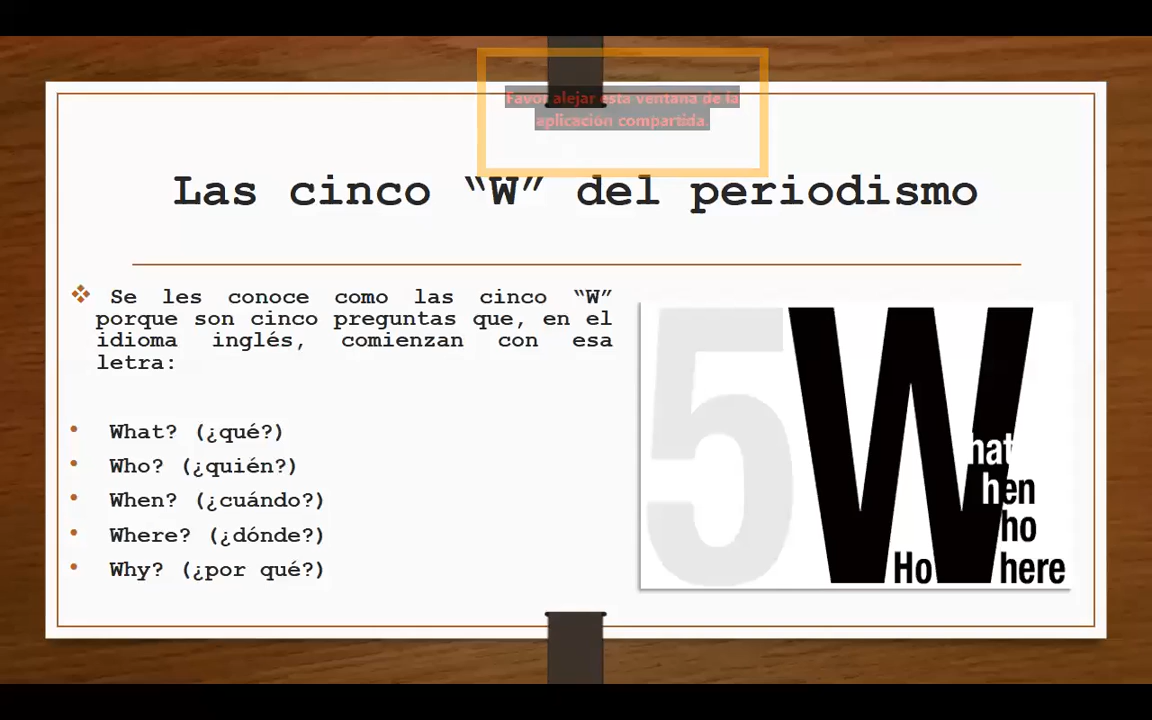 Favor alejar esta ventana de la
aplicación compartida.
Las cinco “W” del periodismo
Se les conoce como las cinco “W”
porque son cinco preguntas que, en el
idioma inglés, comienzan con esa
letra:
What? (¿qué?)
Who? (¿quién?)
When? (¿cuándo?)
Where? (¿dónde?)
Why? (¿por qué?)
5W
hat
hen
ho
Ho here